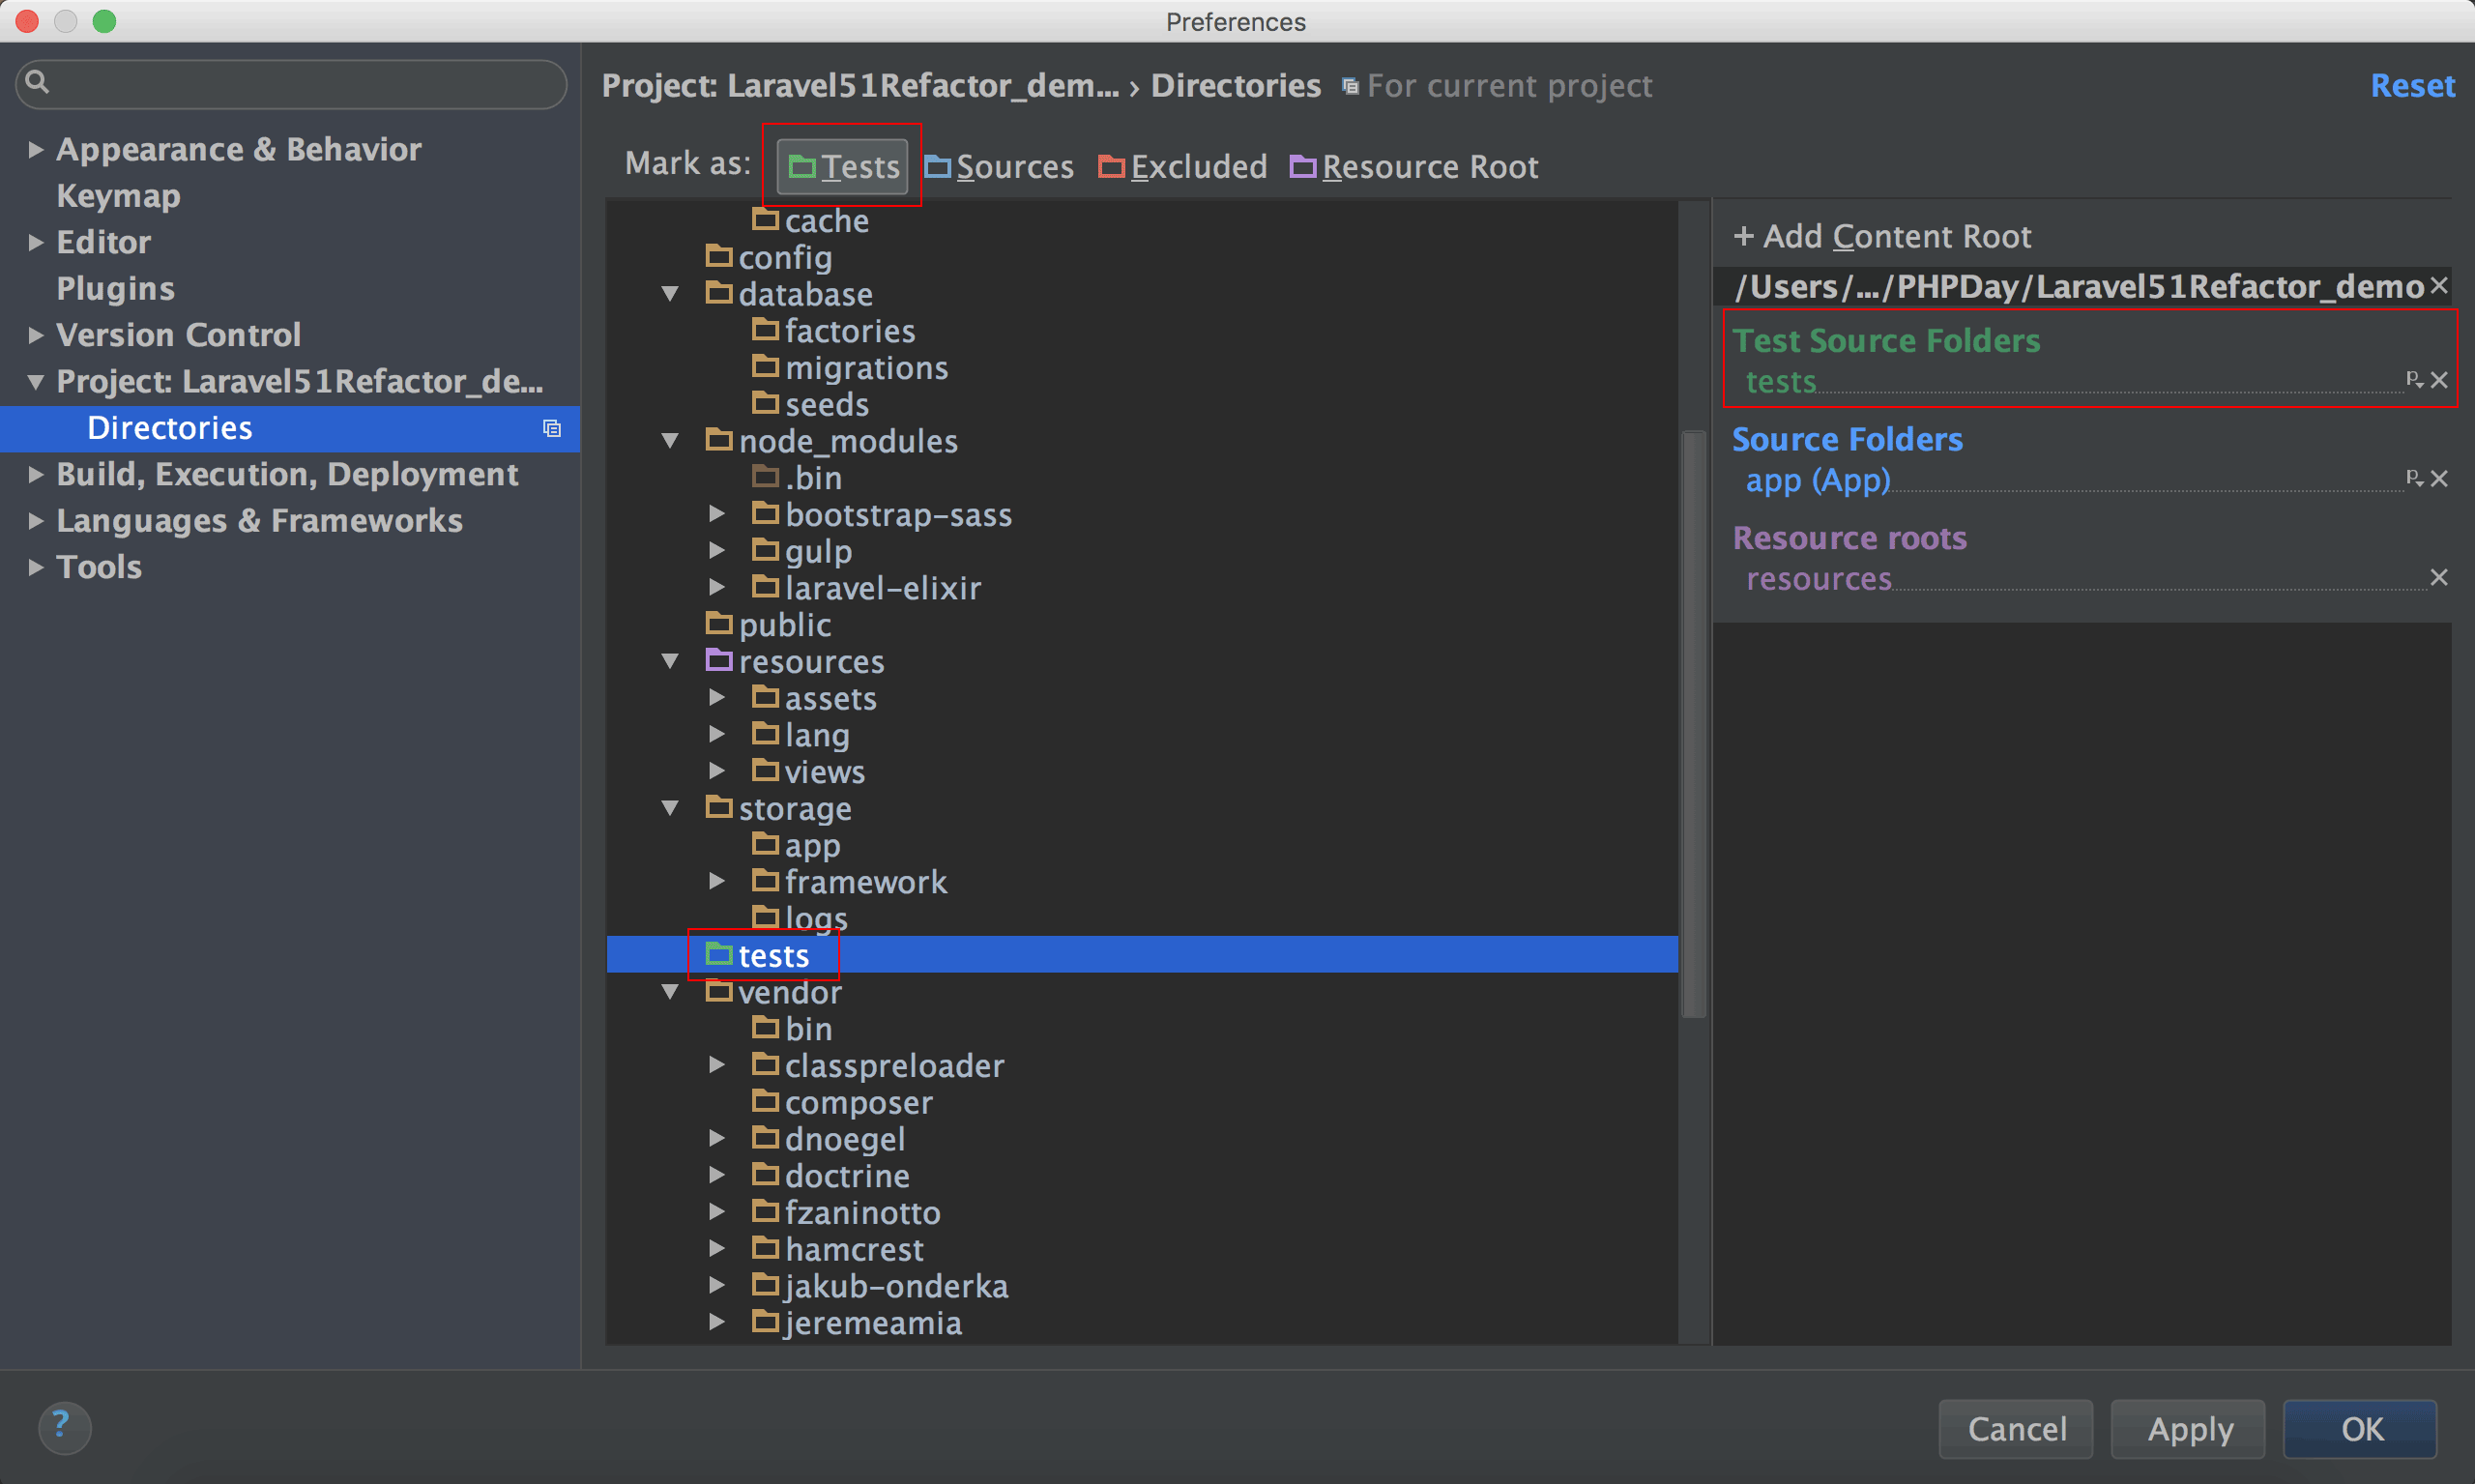 Preferences
Appearance & Behavior
Keymap
Editor
Plugins
Version Control
Project: Laravel51Refactor_de...
Directories
Build, Execution, Deployment
Languages & Frameworks
Tools
Project: Laravel51Refactor_dem... › Directories For current project
Reset
Mark as: Tests Sources Excluded Resource Root
cache
config
database
factories
migrations
seeds
node_modules
.bin
bootstrap-sass
gulp
laravel-elixir
public
resources
assets
lang
views
storage
app
framework
logs
tests
vendor
bin
classpreloader
composer
dnoegel
doctrine
fzaninotto
hamcrest
jakub-onderka
jeremeamia
+ Add Content Root
/Users/.../PHPDay/Laravel51Refactor_demo
Test Source Folders
tests
Source Folders
app (App)
Resource roots
resources
?
Cancel
Apply
OK